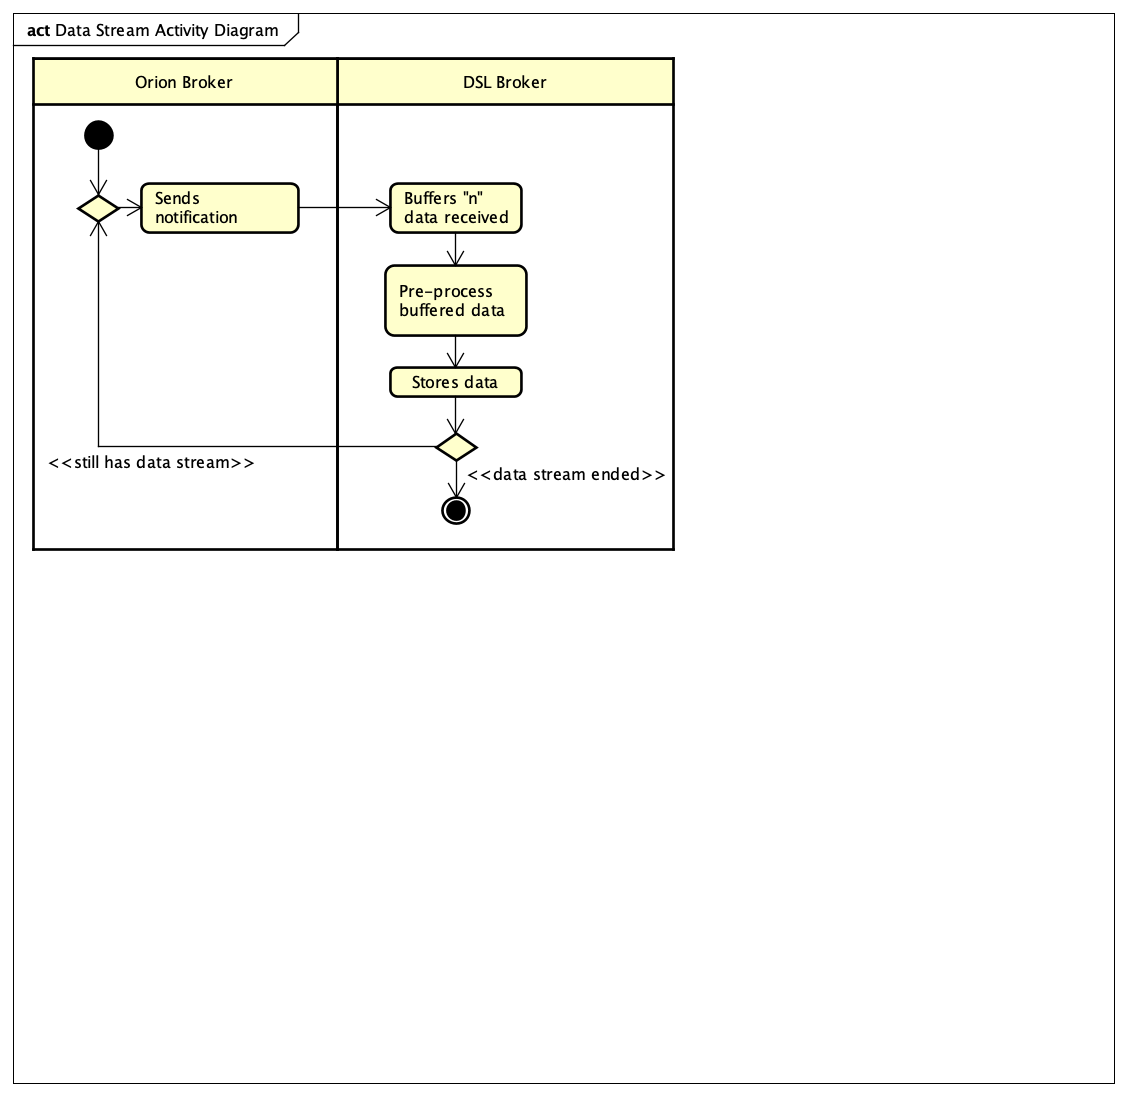 act Data Stream Activity Diagram
Orion Broker
DSL Broker
Sends
notification
Buffers "n"
data received
Pre-process
buffered data
Stores data
<<still has data stream>>
<<data stream ended>>